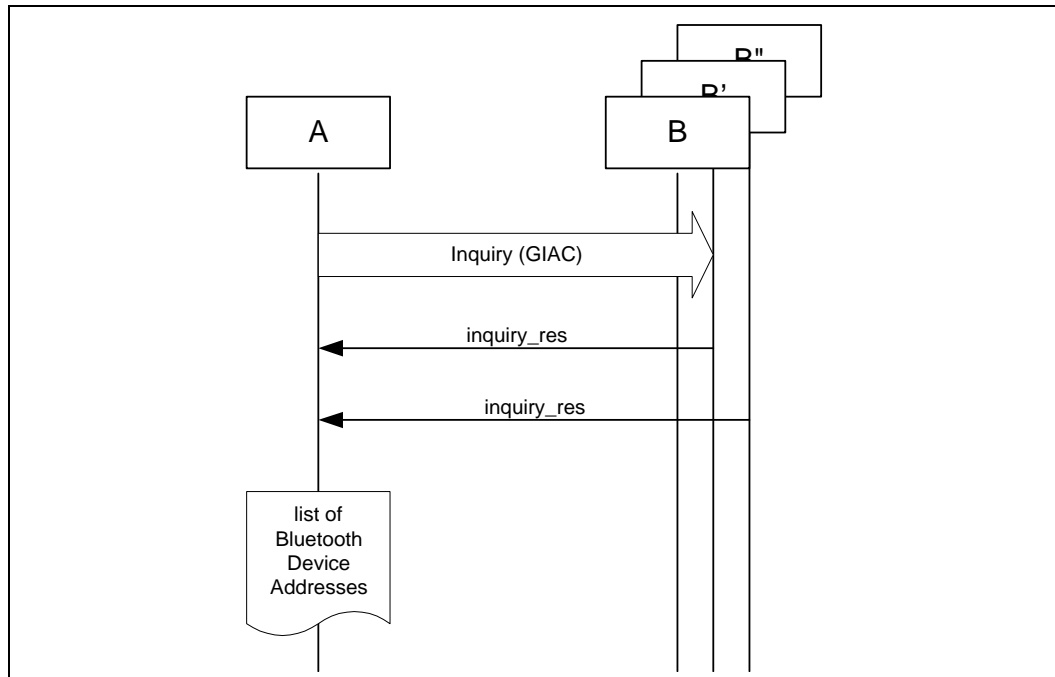 B"
B'
A
B
Inquiry (GIAC)
inquiry_res
inquiry_res
list of
Bluetooth
Device
Addresses